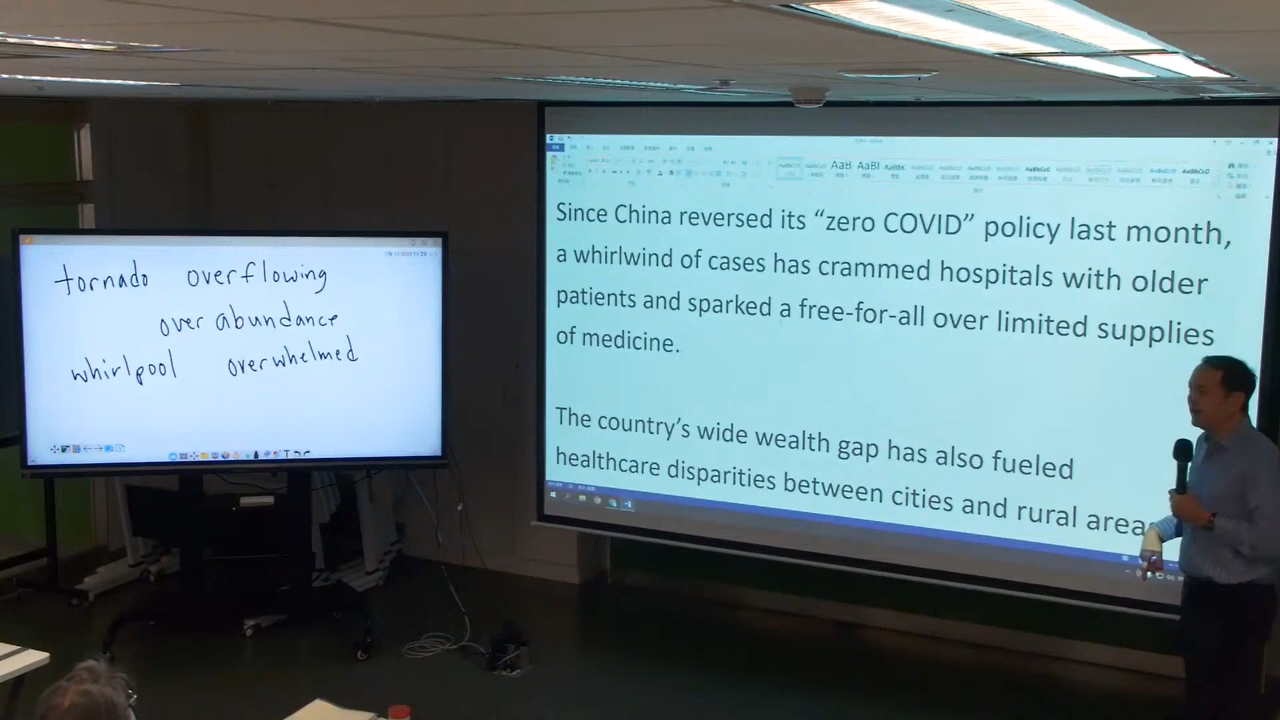 tornado overflowing
over abundance
whirlpool overwhelmed
Since China reversed its “zero COVID” policy last month,
a whirlwind of cases has crammed hospitals with older
patients and sparked a free-for-all over limited supplies
of medicine.
The country’s wide wealth gap has also fueled
healthcare disparities between cities and rural area